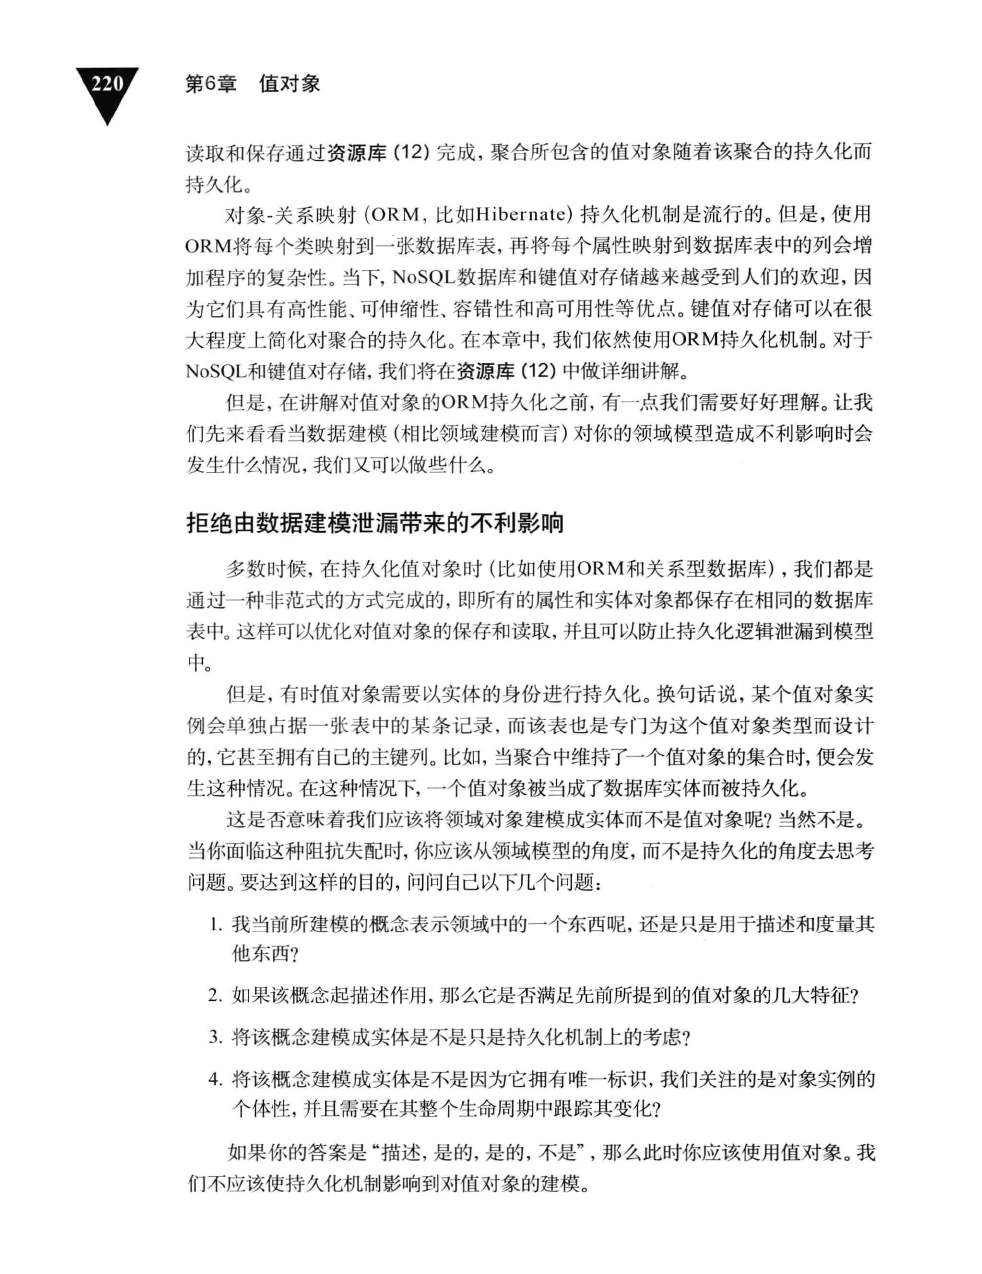 220
第6章　值对象
读取和保存通过资源库（12）完成，聚合所包含的值对象随着该聚合的持久化而
持久化。
对象-关系映射（ORM，比如Hibernate）持久化机制是流行的。但是，使用
ORM将每个类映射到一张数据库表，再将每个属性映射到数据库表中的列会增
加程序的复杂性。当下，NoSQL数据库和键值对存储越来越受到人们的欢迎，因
为它们具有高性能、可伸缩性、容错性和高可用性等优点。键值对存储可以在很
大程度上简化对聚合的持久化。在本章中，我们依然使用ORM持久化机制。对于
NoSQL和键值对存储，我们将在资源库（12）中做详细讲解。
但是，在讲解对值对象的ORM持久化之前，有一点我们需要好好理解。让我
们先来看看当数据建模（相比领域建模而言）对你的领域模型造成不利影响时会
发生什么情况，我们又可以做些什么。
拒绝由数据建模泄漏带来的不利影响
多数时候，在持久化值对象时（比如使用ORM和关系型数据库），我们都是
通过一种非范式的方式完成的，即所有的属性和实体对象都保存在相同的数据库
表中。这样可以优化对值对象的保存和读取，并且可以防止持久化逻辑泄漏到模型
中。
但是，有时值对象需要以实体的身份进行持久化。换句话说，某个值对象实
例会单独占据一张表中的某条记录，而该表也是专门为这个值对象类型而设计
的，它甚至拥有自己的主键列。比如，当聚合中维持了一个值对象的集合时，便会发
生这种情况。在这种情况下，一个值对象被当成了数据库实体而被持久化。
这是否意味着我们应该将领域对象建模成实体而不是值对象呢？当然不是。
当你面临这种阻抗失配时，你应该从领域模型的角度，而不是持久化的角度去思考
问题。要达到这样的目的，问问自己以下几个问题：
1. 我当前所建模的概念表示领域中的一个东西呢，还是只是用于描述和度量其
他东西？
2. 如果该概念起描述作用，那么它是否满足先前所提到的值对象的几大特征？
3. 将该概念建模成实体是不是只是持久化机制上的考虑？
4. 将该概念建模成实体是不是因为它拥有唯一标识，我们关注的是对象实例的
个体性，并且需要在其整个生命周期中跟踪其变化？
如果你的答案是“描述，是的，是的，不是”，那么此时你应该使用值对象。我
们不应该使持久化机制影响到对值对象的建模。